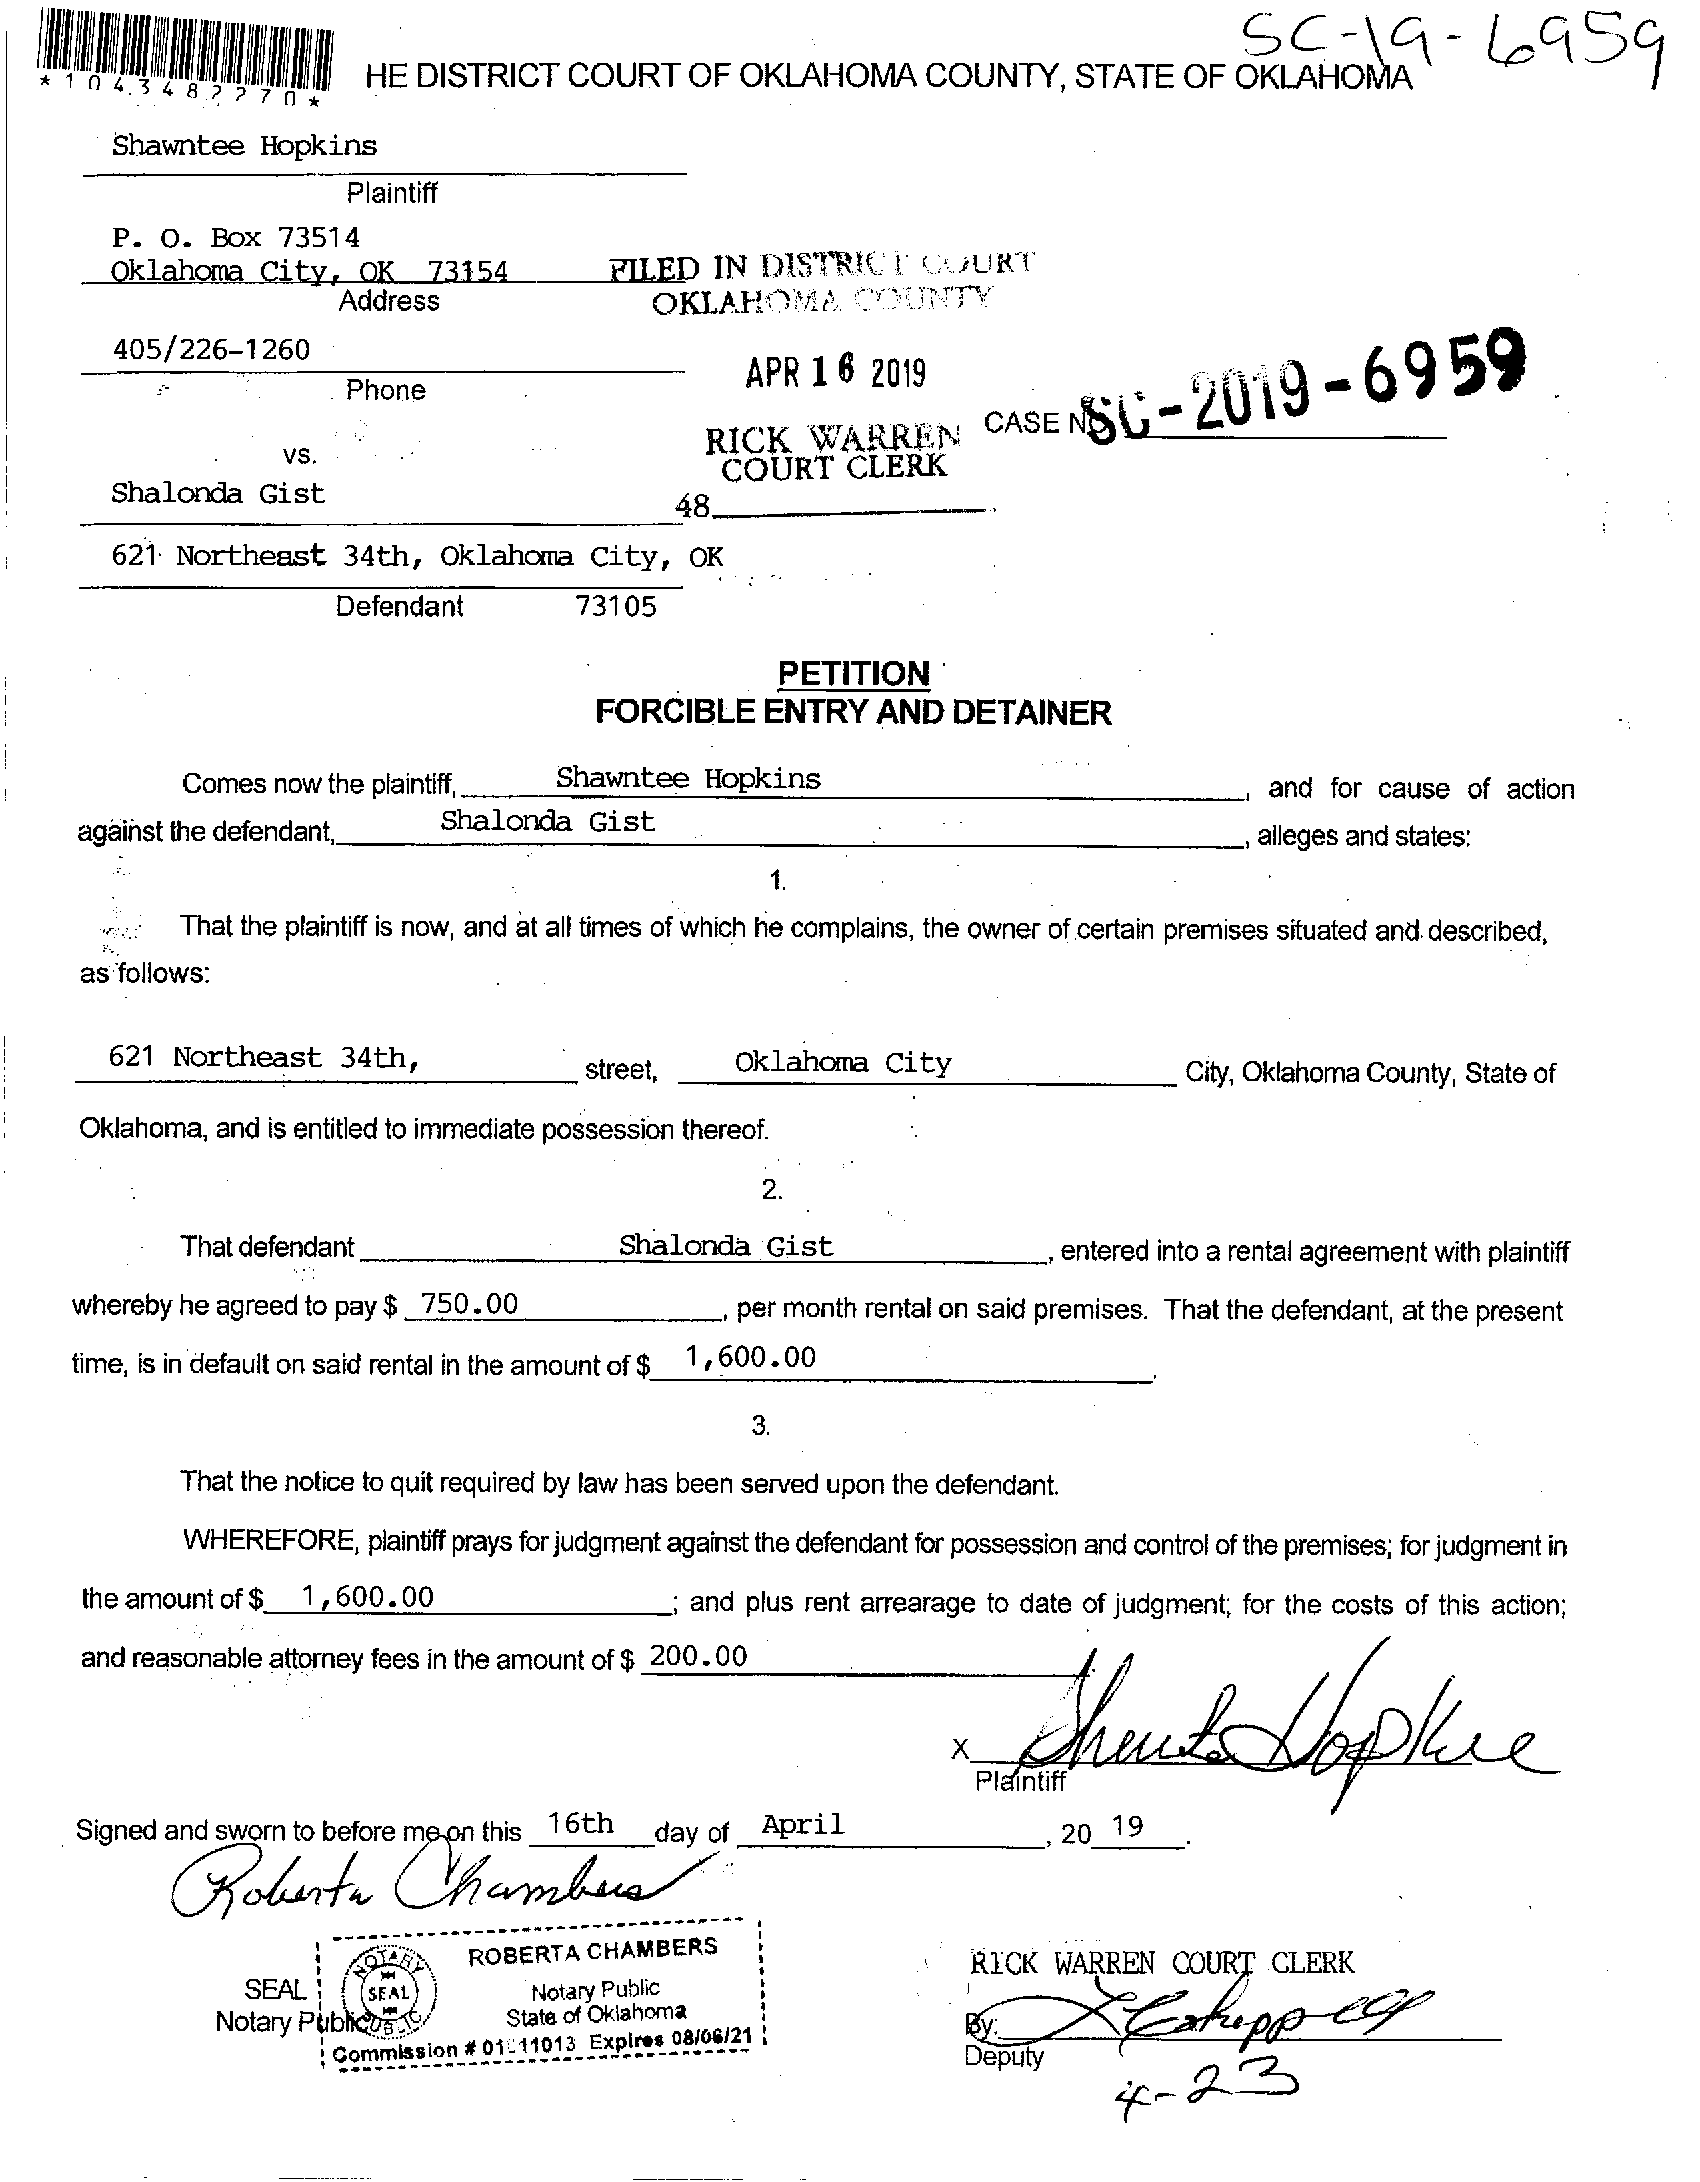 SC-19-6959
*1043482270*
HE DISTRICT COURT OF OKLAHOMA COUNTY, STATE OF OKLAHOMA
Shawntee Hopkins
Plaintiff
P. O. Box 73514
Oklahoma City, OK 73154
Address
FILED IN DISTRICT COURT
OKLAHOMA COUNTY
405/226-1260
Phone
APR 16 2019
RICK WARREN
COURT CLERK
48
CASE NO
SC-2019-6959
vs.
Shalonda Gist
621 Northeast 34th, Oklahoma City, OK
Defendant 73105
PETITION
FORCIBLE ENTRY AND DETAINER
Comes now the plaintiff, Shawntee Hopkins, and for cause of action
against the defendant, Shalonda Gist, alleges and states:
1.
That the plaintiff is now, and at all times of which he complains, the owner of certain premises situated and described,
as follows:
621 Northeast 34th, street, Oklahoma City City, Oklahoma County, State of
Oklahoma, and is entitled to immediate possession thereof.
2.
That defendant Shalonda Gist, entered into a rental agreement with plaintiff
whereby he agreed to pay $ 750.00, per month rental on said premises. That the defendant, at the present
time, is in default on said rental in the amount of $ 1,600.00.
3.
That the notice to quit required by law has been served upon the defendant.
WHEREFORE, plaintiff prays for judgment against the defendant for possession and control of the premises; for judgment in
the amount of $ 1,600.00; and plus rent arrearage to date of judgment; for the costs of this action;
and reasonable attorney fees in the amount of $ 200.00
X
Plaintiff
Signed and sworn to before me on this 16th day of April, 20 19.
Roberta Chambers
SEAL
Notary Public
NOTARY
SEAL
PUBLIC
ROBERTA CHAMBERS
Notary Public
State of Oklahoma
Commission # 01 11013 Expires 08/06/21
RICK WARREN COURT CLERK
By:
Deputy
4-23